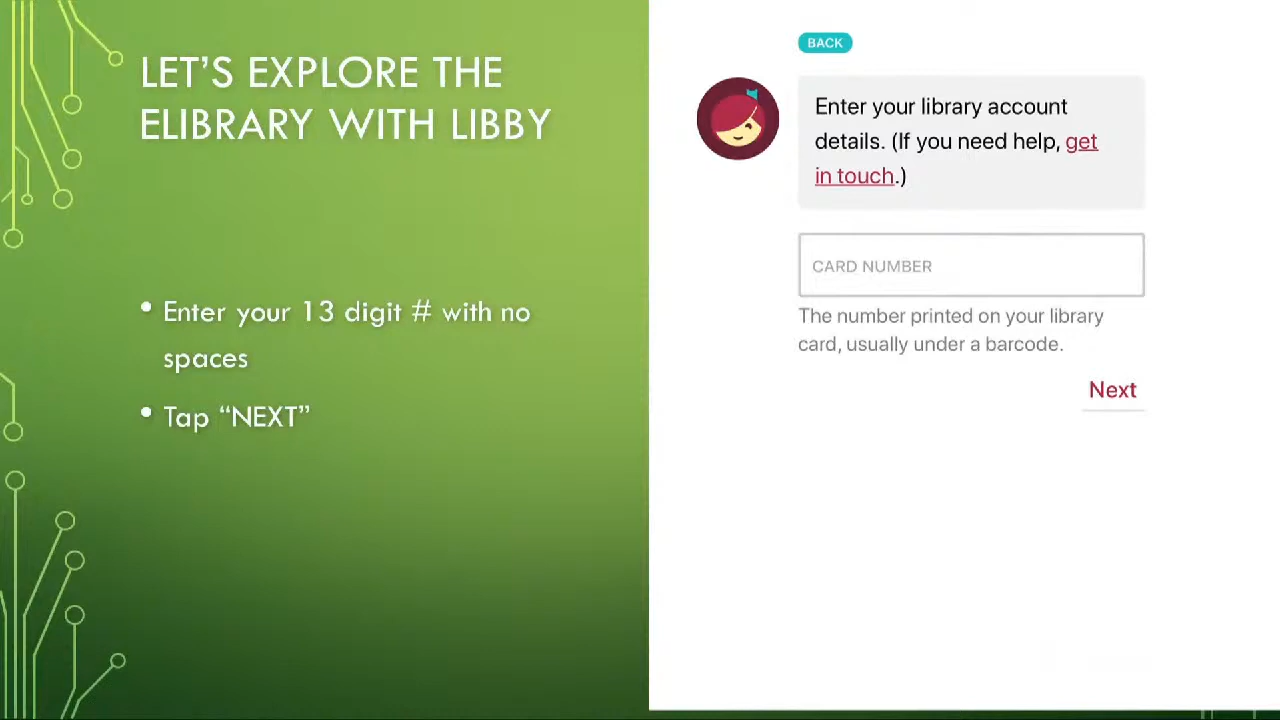 LET’S EXPLORE THE
ELIBRARY WITH LIBBY
• Enter your 13 digit # with no
spaces
• Tap “NEXT”
BACK
Enter your library account
details. (If you need help, get
in touch.)
CARD NUMBER
The number printed on your library
card, usually under a barcode.
Next